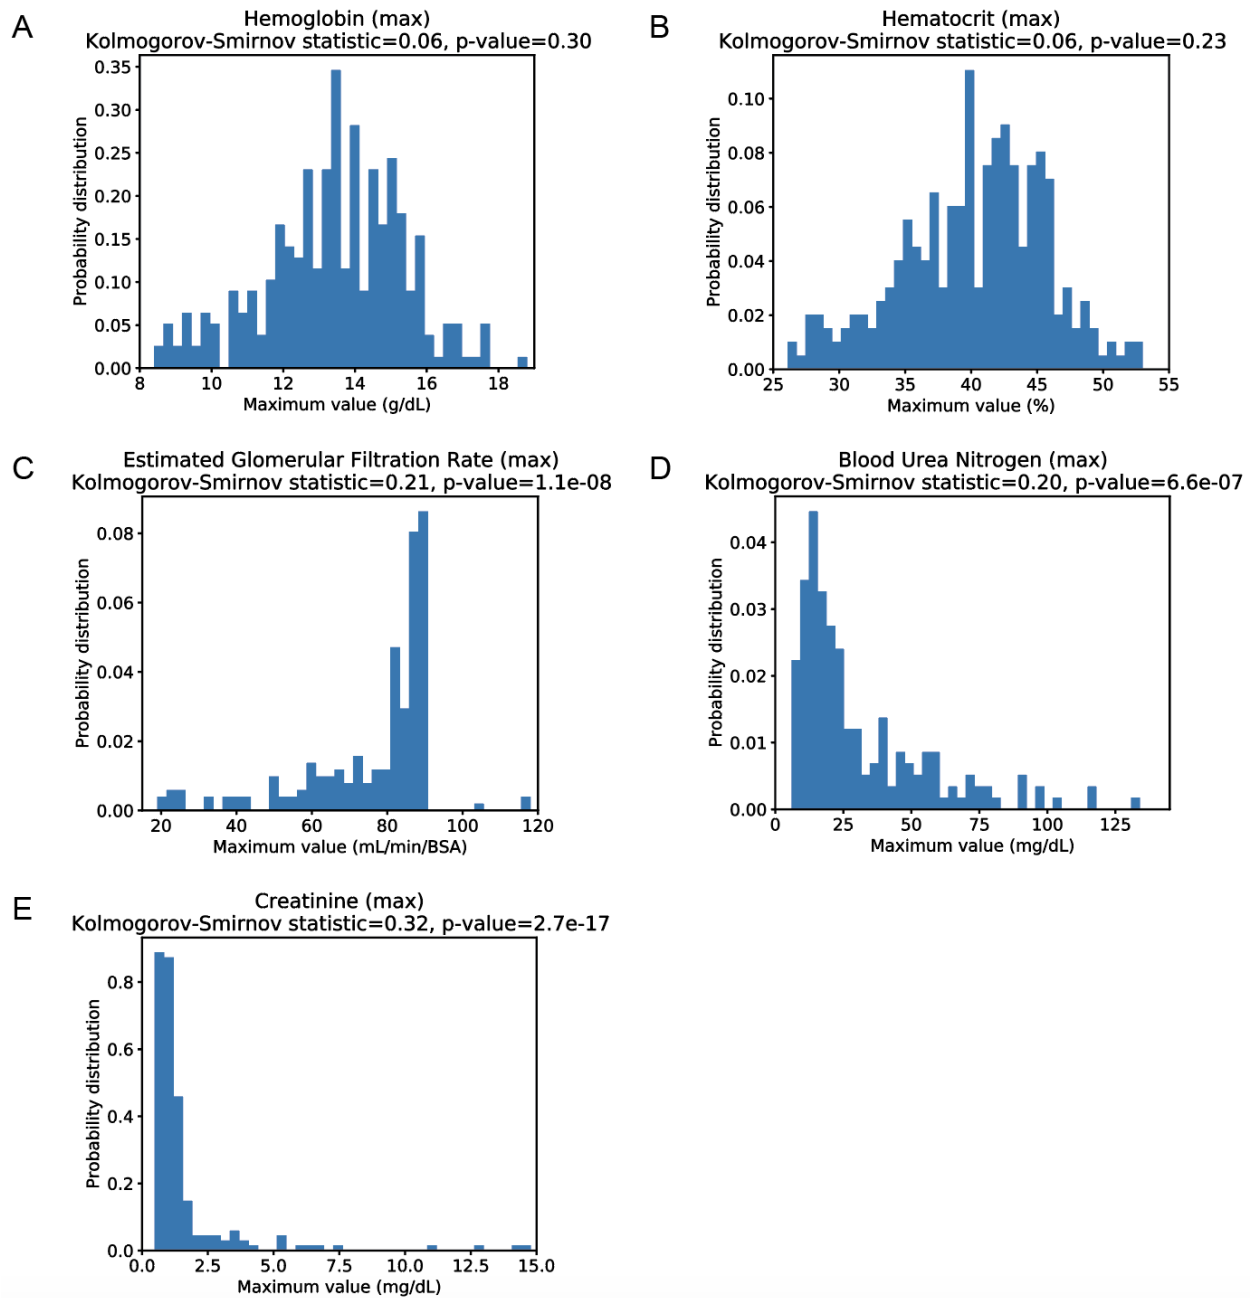 A
Hemoglobin (max)
Kolmogorov-Smirnov statistic=0.06, p-value=0.30
0.35
0.30
0.25
0.20
0.15
0.10
0.05
0.00
Probability distribution
8 10 12 14 16 18
Maximum value (g/dL)
B
Hematocrit (max)
Kolmogorov-Smirnov statistic=0.06, p-value=0.23
0.10
0.08
0.06
0.04
0.02
0.00
Probability distribution
25 30 35 40 45 50 55
Maximum value (%)
C
Estimated Glomerular Filtration Rate (max)
Kolmogorov-Smirnov statistic=0.21, p-value=1.1e-08
0.08
0.06
0.04
0.02
0.00
Probability distribution
20 40 60 80 100 120
Maximum value (mL/min/BSA)
D
Blood Urea Nitrogen (max)
Kolmogorov-Smirnov statistic=0.20, p-value=6.6e-07
0.04
0.03
0.02
0.01
0.00
Probability distribution
0 25 50 75 100 125
Maximum value (mg/dL)
E
Creatinine (max)
Kolmogorov-Smirnov statistic=0.32, p-value=2.7e-17
0.8
0.6
0.4
0.2
0.0
Probability distribution
0.0 2.5 5.0 7.5 10.0 12.5 15.0
Maximum value (mg/dL)